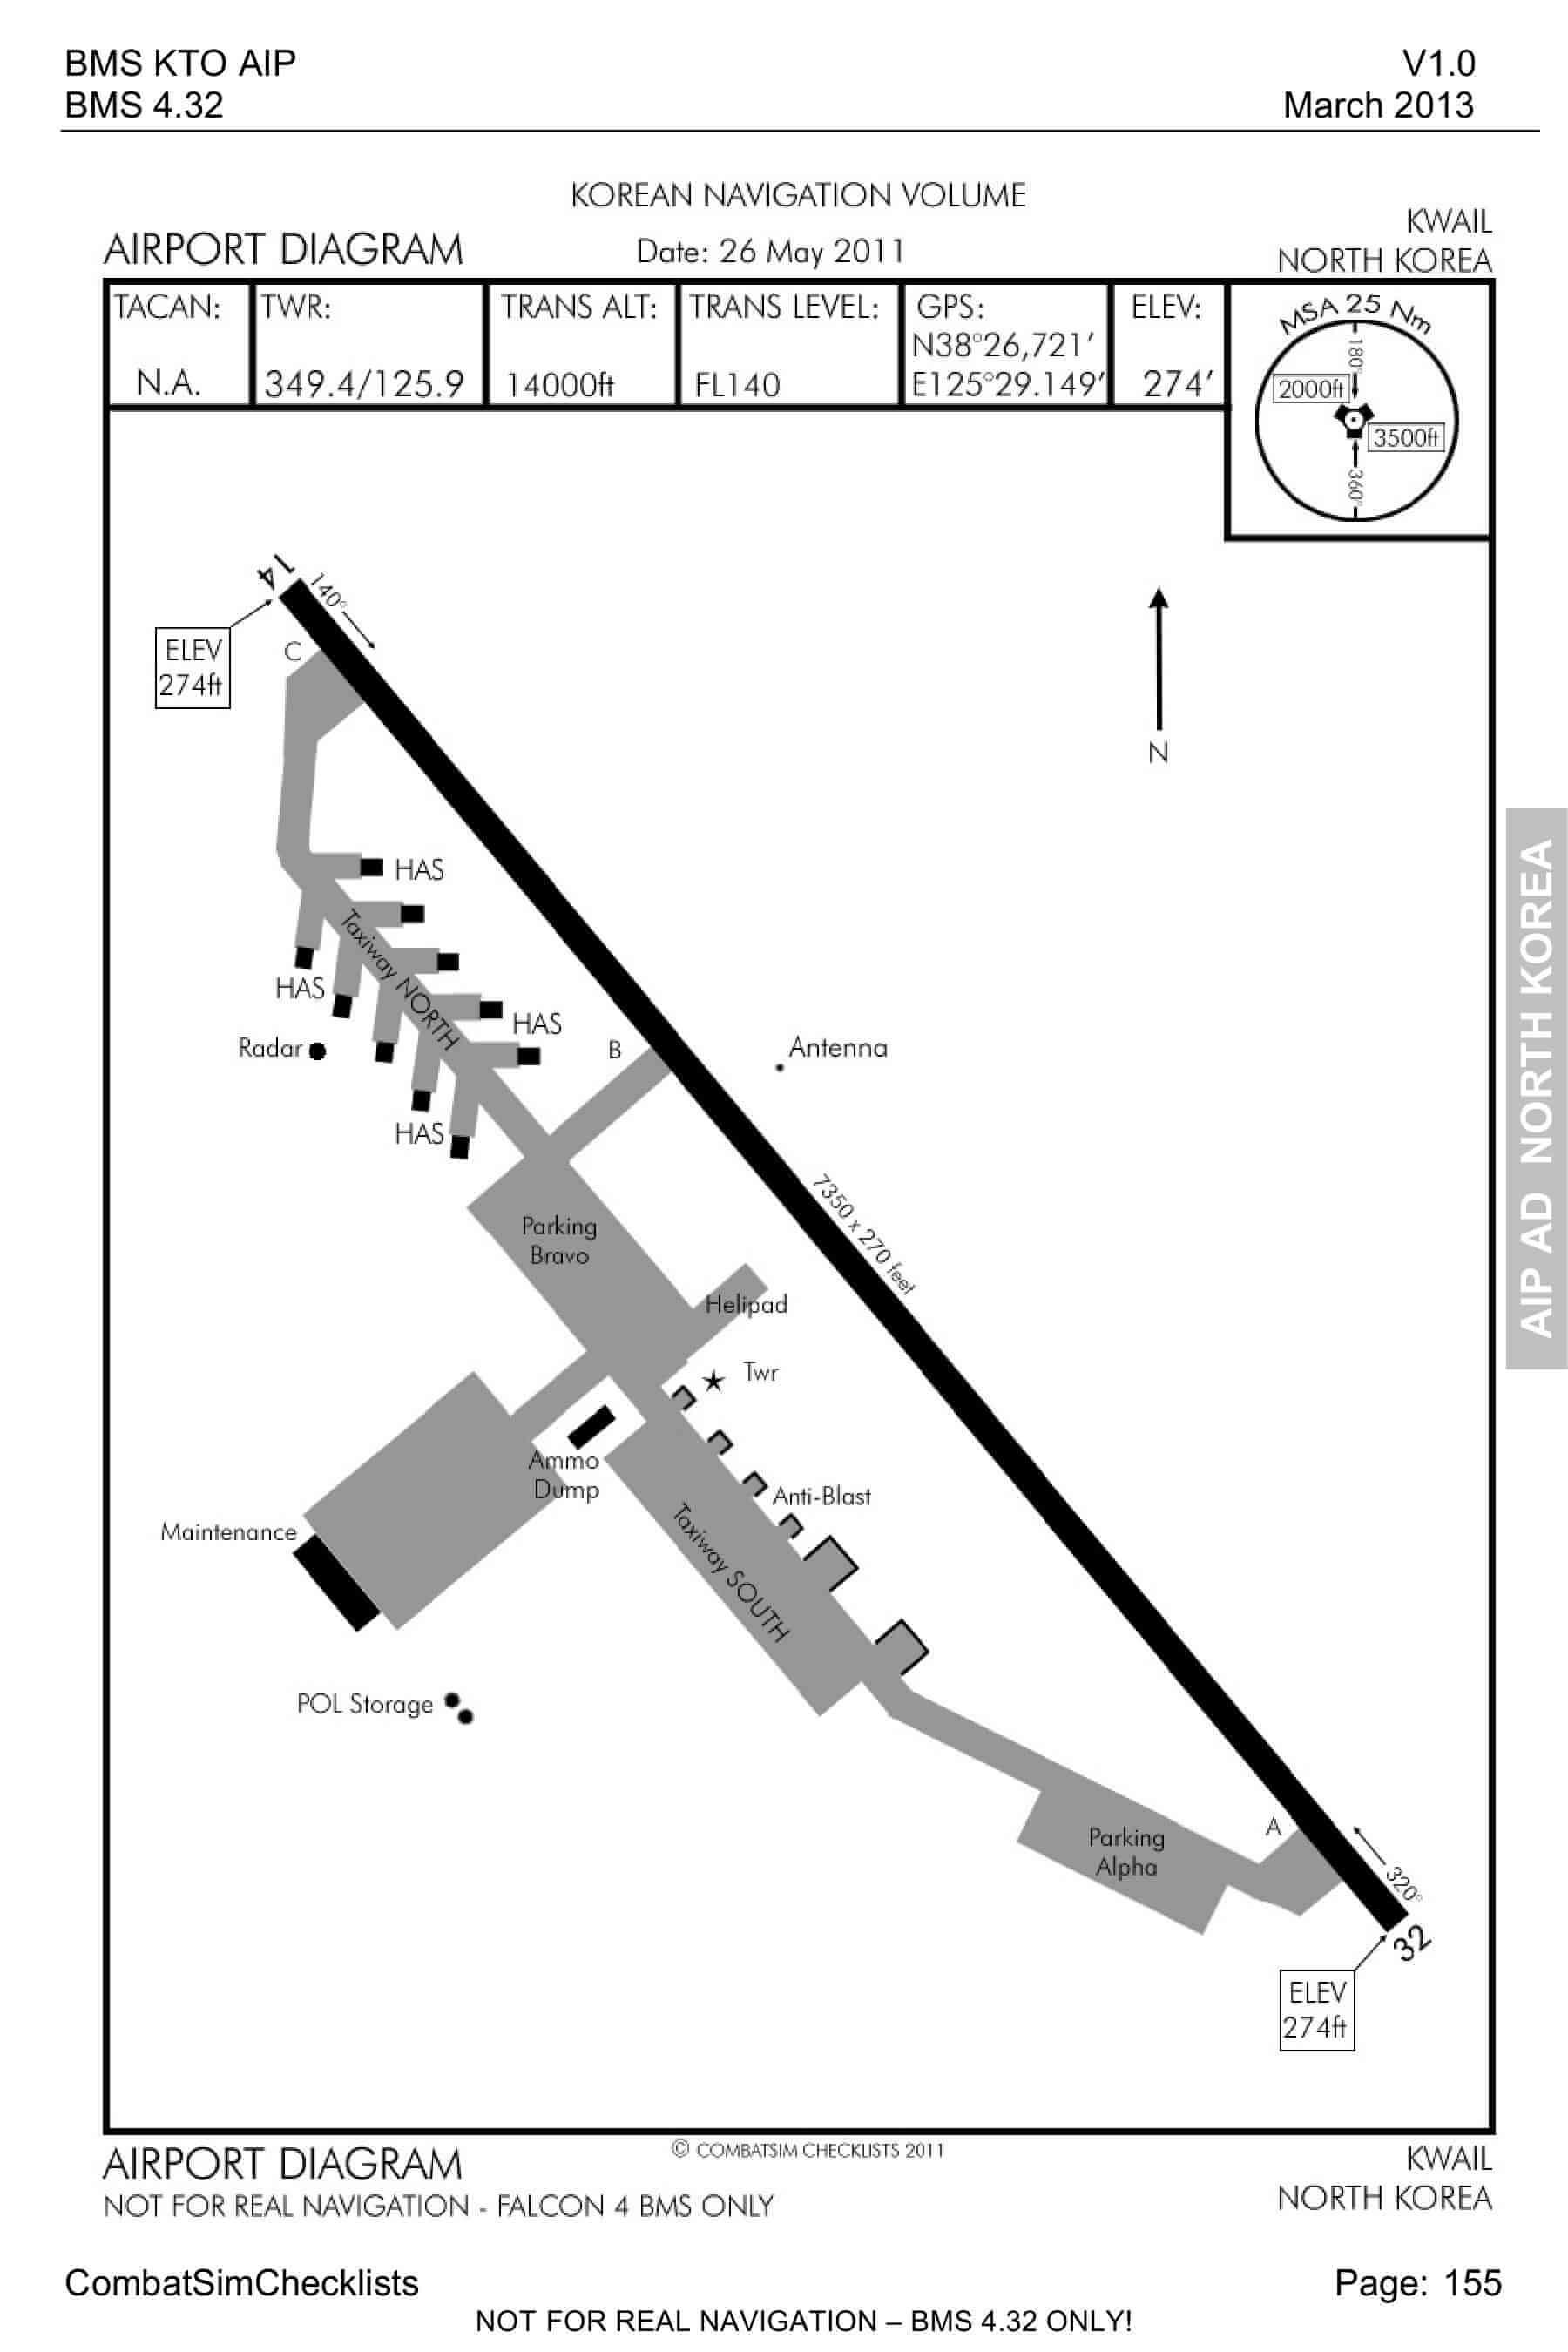 BMS KTO AIP V1.0
BMS 4.32 March 2013
KOREAN NAVIGATION VOLUME
KWAIL
AIRPORT DIAGRAM Date: 26 May 2011 NORTH KOREA
TACAN: TWR: TRANS ALT: TRANS LEVEL: GPS: ELEV:
N38°26,721'
N.A. 349.4/125.9 14000ft FL140 E125°29.149' 274'
MSA 25 Nm
180°
2000ft
3500ft
360°
14
140°
ELEV
274ft
C
N
HAS
Taxiway NORTH
HAS
HAS
Radar
B
Antenna
HAS
7350 x 270 feet
Parking
Bravo
Helipad
Twr
Ammo
Dump
Anti-Blast
Taxiway SOUTH
Maintenance
POL Storage
A
Parking
Alpha
320°
32
ELEV
274ft
AIP AD NORTH KOREA
© COMBATSIM CHECKLISTS 2011
AIRPORT DIAGRAM KWAIL
NOT FOR REAL NAVIGATION - FALCON 4 BMS ONLY NORTH KOREA
CombatSimChecklists Page: 155
NOT FOR REAL NAVIGATION – BMS 4.32 ONLY!